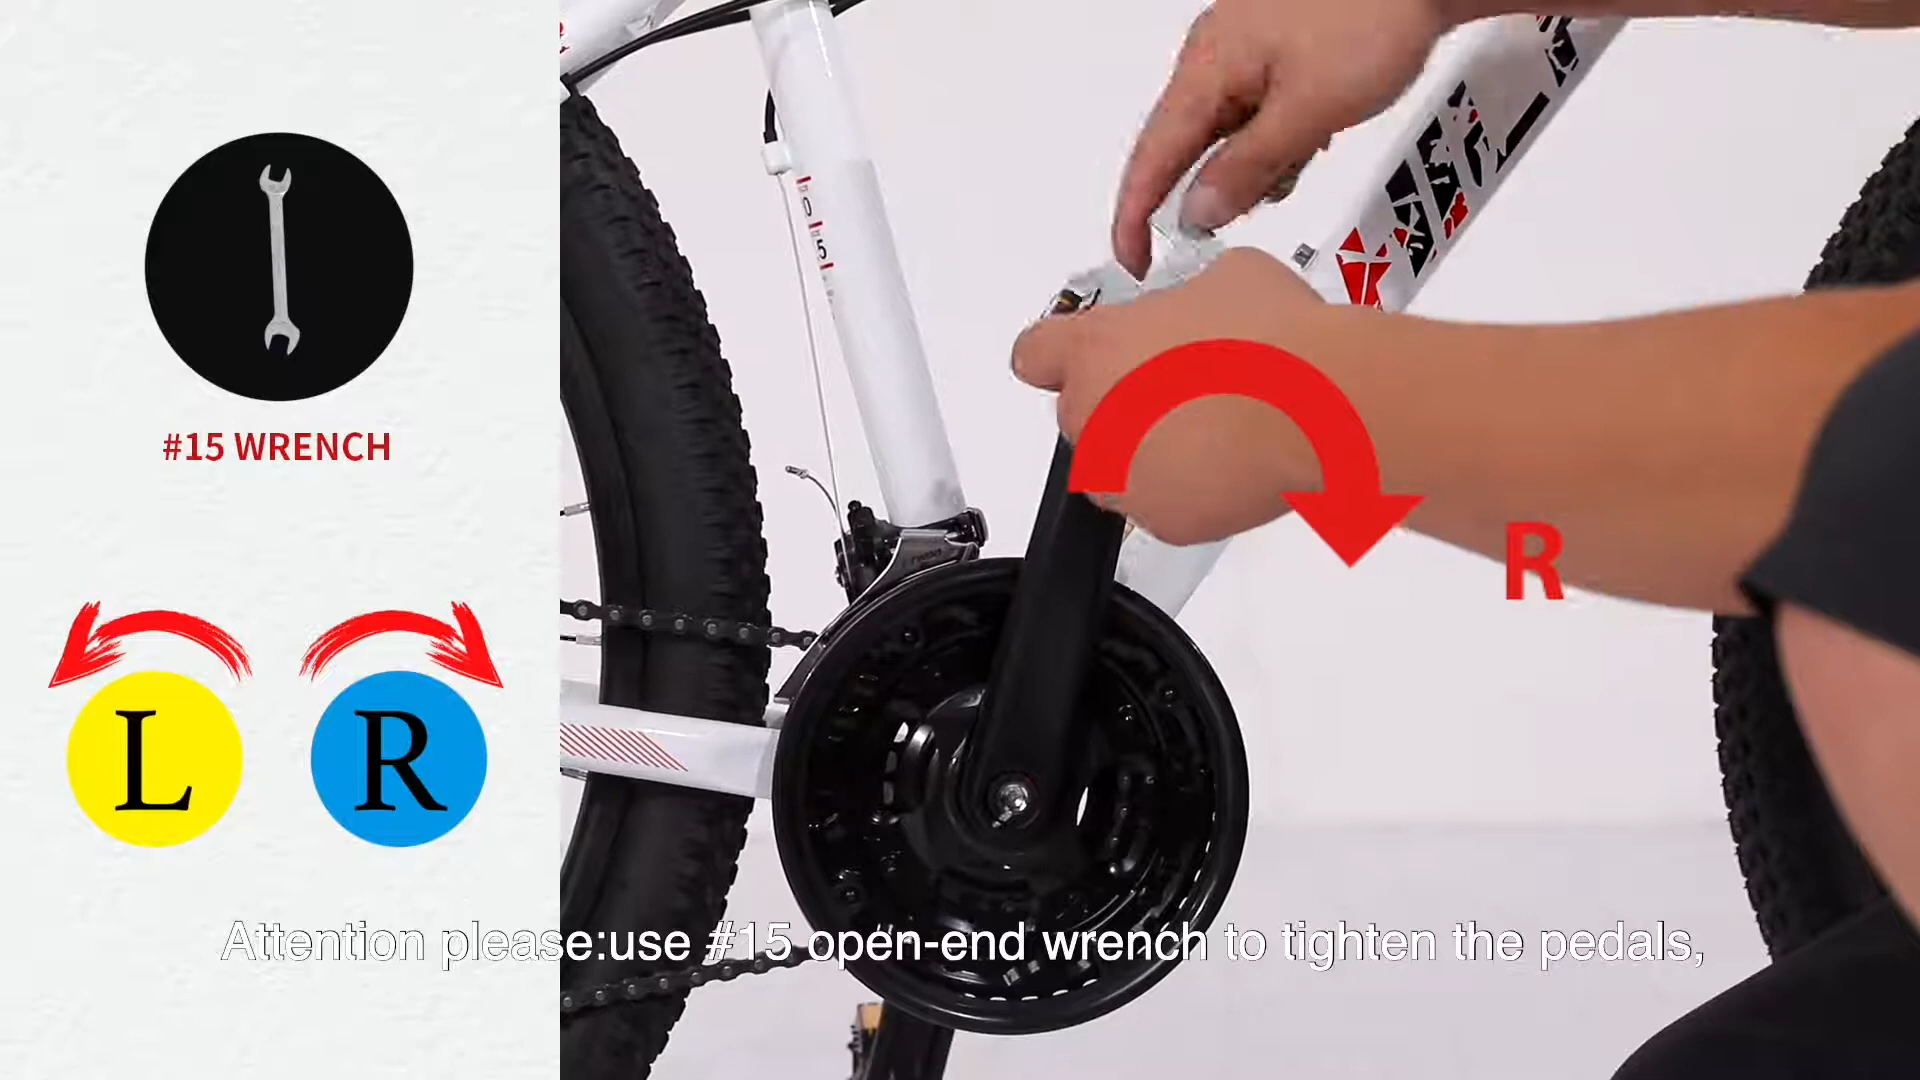 #15 WRENCH
L
R
R
Attention please:use #15 open-end wrench to tighten the pedals,